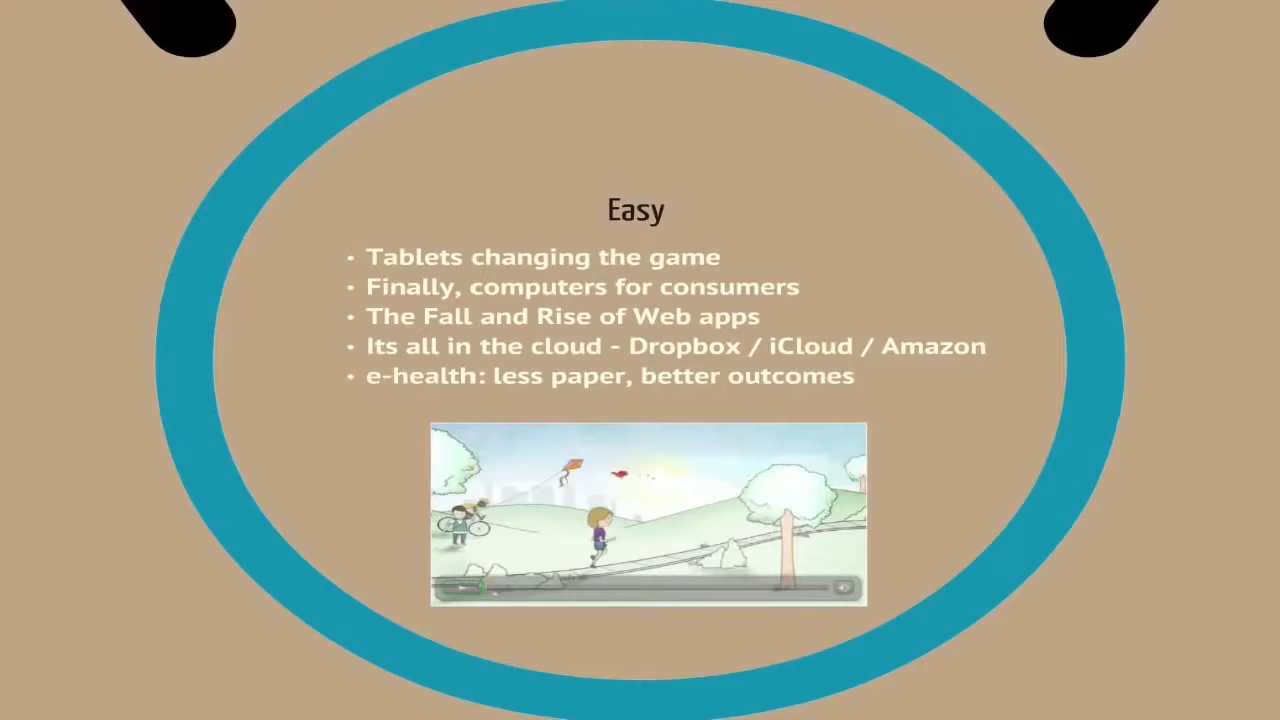 Easy
• Tablets changing the game
• Finally, computers for consumers
• The Fall and Rise of Web apps
• Its all in the cloud - Dropbox / iCloud / Amazon
• e-health: less paper, better outcomes